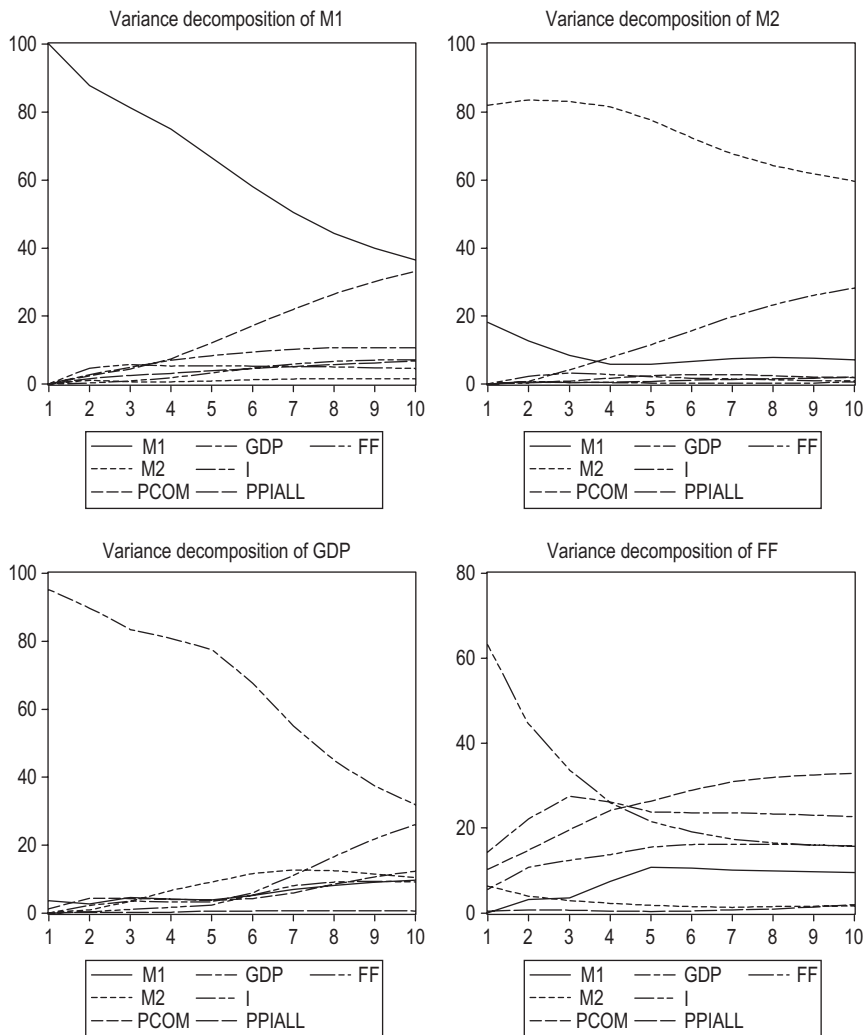 Variance decomposition of M1
100
80
60
40
20
0
1 2 3 4 5 6 7 8 9 10
M1 GDP FF
M2 I
PCOM PPIALL
Variance decomposition of M2
100
80
60
40
20
0
1 2 3 4 5 6 7 8 9 10
M1 GDP FF
M2 I
PCOM PPIALL
Variance decomposition of GDP
100
80
60
40
20
0
1 2 3 4 5 6 7 8 9 10
M1 GDP FF
M2 I
PCOM PPIALL
Variance decomposition of FF
80
60
40
20
0
1 2 3 4 5 6 7 8 9 10
M1 GDP FF
M2 I
PCOM PPIALL